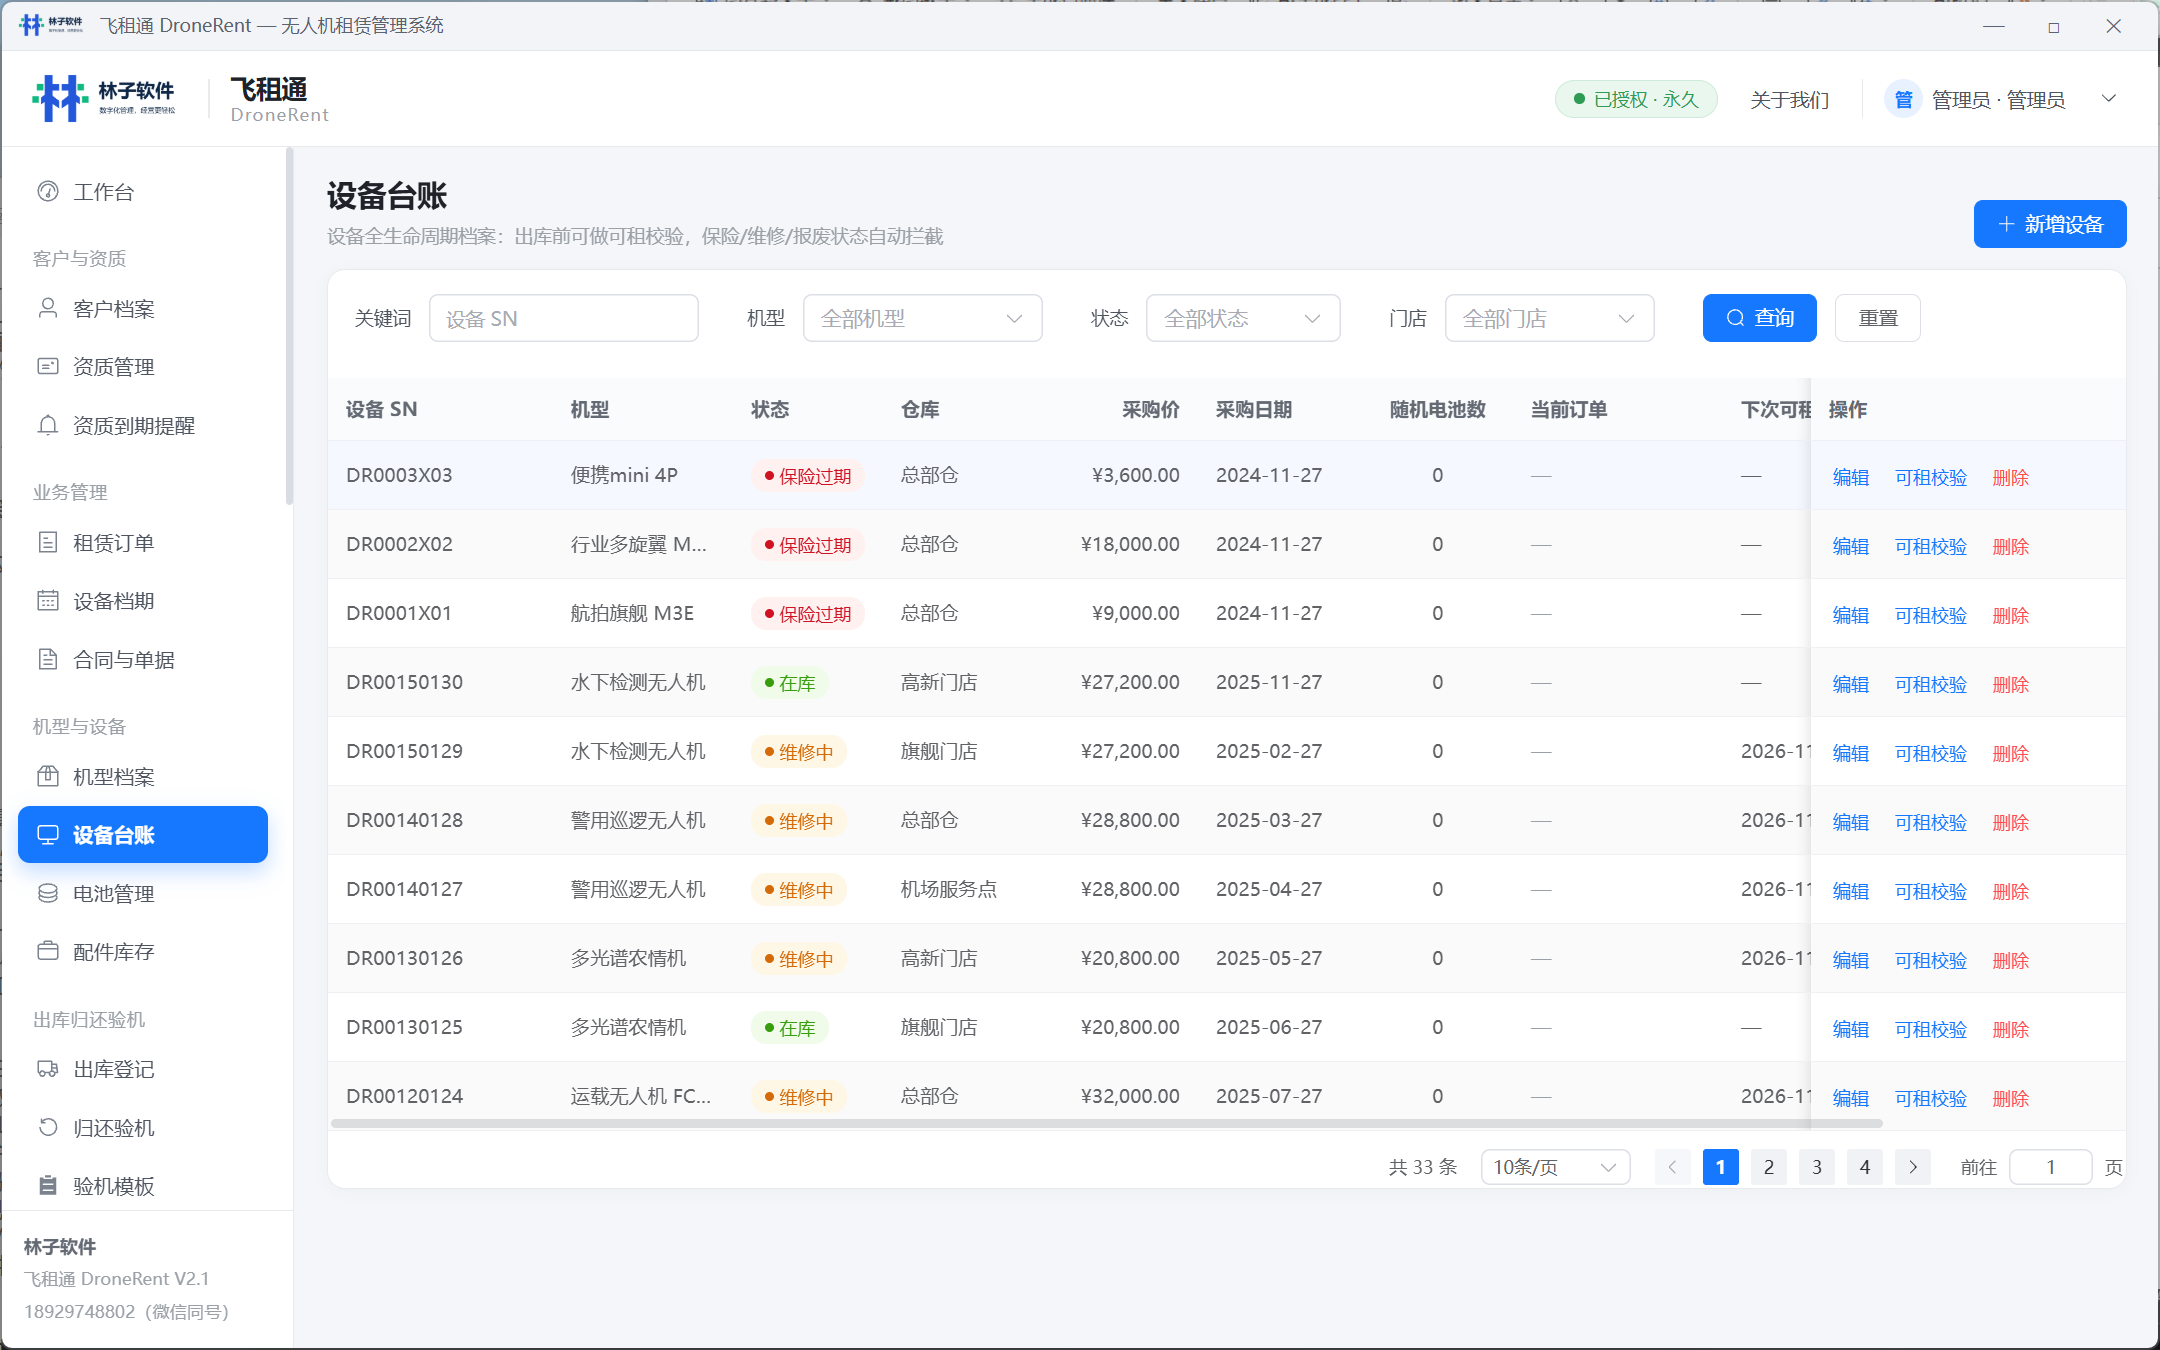 林子软件 飞租通 DroneRent — 无人机租赁管理系统
林子软件
数字化管理，经营更轻松
飞租通
DroneRent
已授权 · 永久
关于我们
管 管理员 · 管理员
工作台
客户与资质
客户档案
资质管理
资质到期提醒
业务管理
租赁订单
设备档期
合同与单据
机型与设备
机型档案
设备台账
电池管理
配件库存
出库归还验机
出库登记
归还验机
验机模板
林子软件
飞租通 DroneRent V2.1
18929748802（微信同号）
设备台账
设备全生命周期档案：出库前可做可租校验，保险/维修/报废状态自动拦截
新增设备
关键词 设备 SN 机型 全部机型 状态 全部状态 门店 全部门店 查询 重置
设备 SN 机型 状态 仓库 采购价 采购日期 随机电池数 当前订单 下次可租 操作
DR0003X03 便携mini 4P 保险过期 总部仓 ¥3,600.00 2024-11-27 0 — — 编辑 可租校验 删除
DR0002X02 行业多旋翼 M... 保险过期 总部仓 ¥18,000.00 2024-11-27 0 — — 编辑 可租校验 删除
DR0001X01 航拍旗舰 M3E 保险过期 总部仓 ¥9,000.00 2024-11-27 0 — — 编辑 可租校验 删除
DR00150130 水下检测无人机 在库 高新门店 ¥27,200.00 2025-11-27 0 — — 编辑 可租校验 删除
DR00150129 水下检测无人机 维修中 旗舰门店 ¥27,200.00 2025-02-27 0 — 2026-11 编辑 可租校验 删除
DR00140128 警用巡逻无人机 维修中 总部仓 ¥28,800.00 2025-03-27 0 — 2026-11 编辑 可租校验 删除
DR00140127 警用巡逻无人机 维修中 机场服务点 ¥28,800.00 2025-04-27 0 — 2026-11 编辑 可租校验 删除
DR00130126 多光谱农情机 维修中 高新门店 ¥20,800.00 2025-05-27 0 — 2026-11 编辑 可租校验 删除
DR00130125 多光谱农情机 在库 旗舰门店 ¥20,800.00 2025-06-27 0 — — 编辑 可租校验 删除
DR00120124 运载无人机 FC... 维修中 总部仓 ¥32,000.00 2025-07-27 0 — 2026-11 编辑 可租校验 删除
共 33 条 10条/页 1 2 3 4 前往 1 页